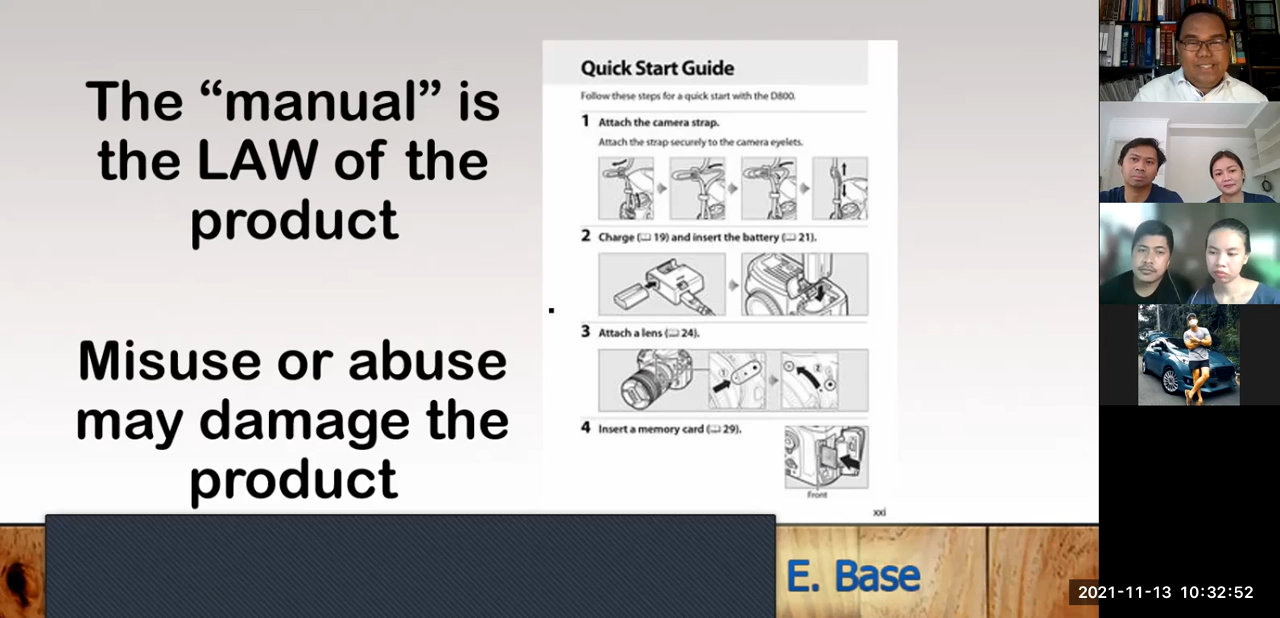 The “manual” is
the LAW of the
product
Misuse or abuse
may damage the
product
Quick Start Guide
Follow these steps for a quick start with the D800.
1 Attach the camera strap.
Attach the strap securely to the camera eyelets.
2 Charge (🕮 19) and insert the battery (🕮 21).
3 Attach a lens (🕮 24).
4 Insert a memory card (🕮 29).
Front
xxi
E. Base
2021-11-13 10:32:52